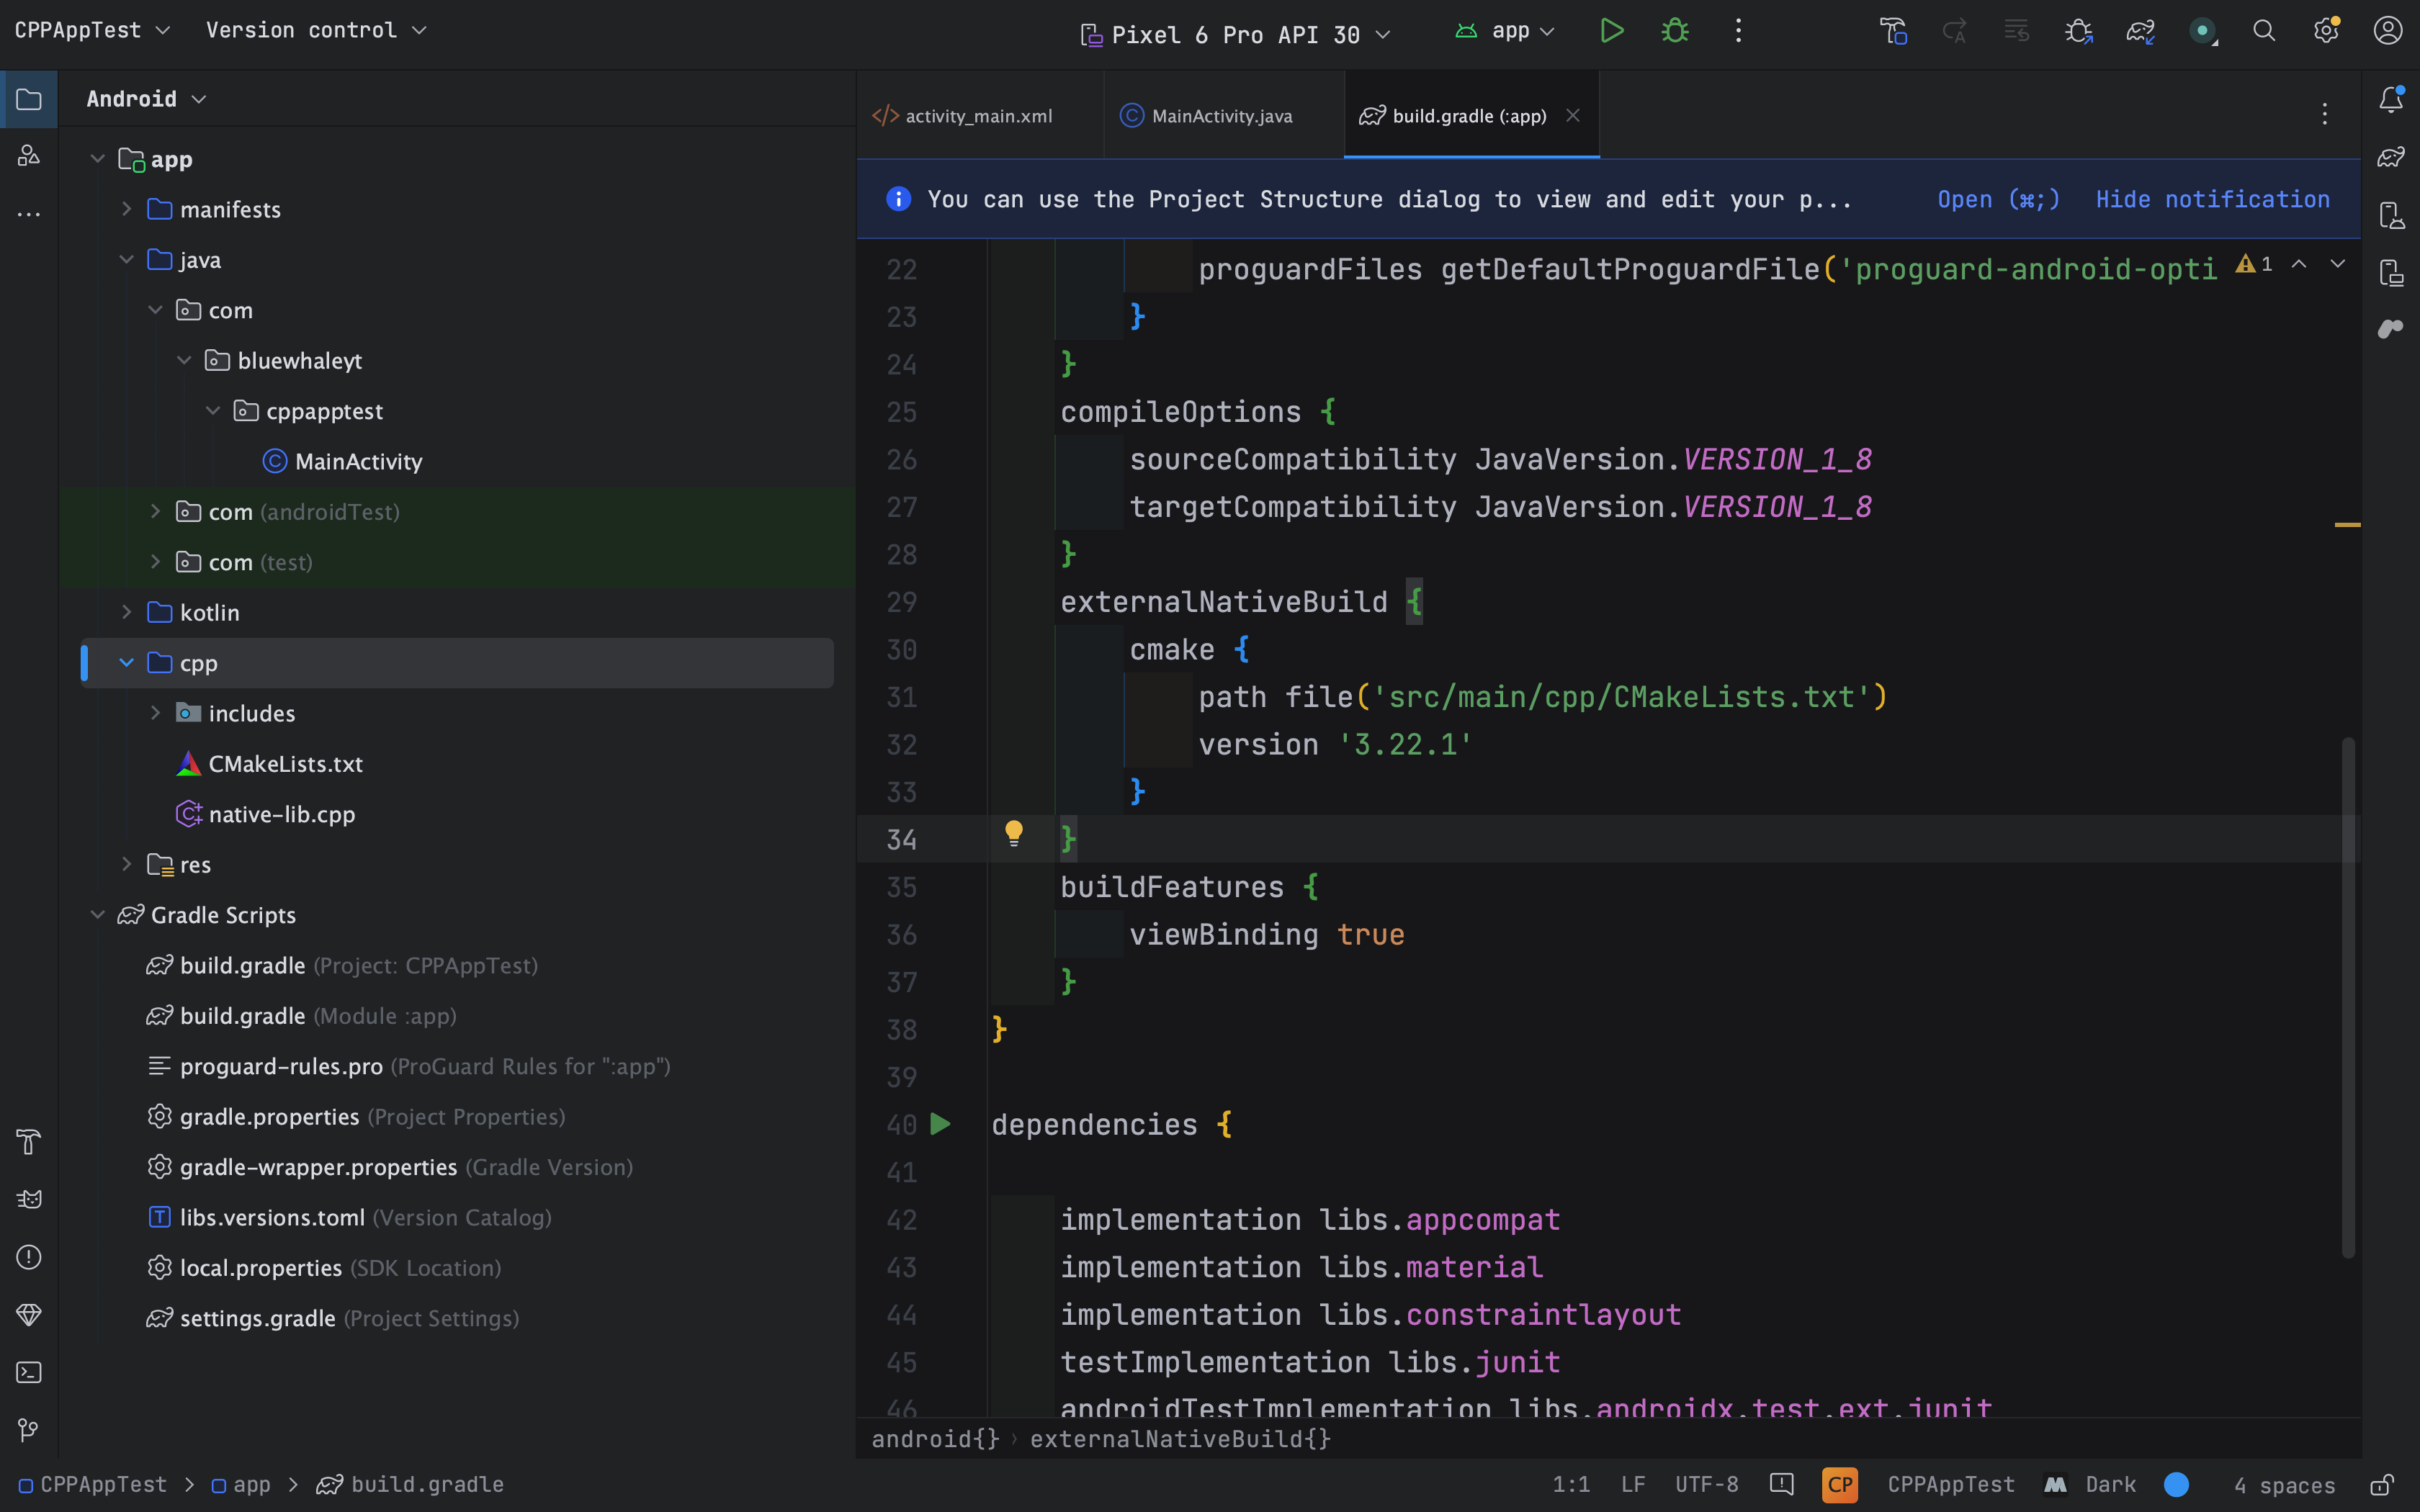 CPPAppTest Version control Pixel 6 Pro API 30 app
Android
app
manifests
java
com
bluewhaleyt
cppapptest
MainActivity
com (androidTest)
com (test)
kotlin
cpp
includes
CMakeLists.txt
native-lib.cpp
res
Gradle Scripts
build.gradle (Project: CPPAppTest)
build.gradle (Module :app)
proguard-rules.pro (ProGuard Rules for ":app")
gradle.properties (Project Properties)
gradle-wrapper.properties (Gradle Version)
libs.versions.toml (Version Catalog)
local.properties (SDK Location)
settings.gradle (Project Settings)
activity_main.xml MainActivity.java build.gradle (:app)
You can use the Project Structure dialog to view and edit your p... Open (⌘;) Hide notification
22 proguardFiles getDefaultProguardFile('proguard-android-opti 1
23 }
24 }
25 compileOptions {
26 sourceCompatibility JavaVersion.VERSION_1_8
27 targetCompatibility JavaVersion.VERSION_1_8
28 }
29 externalNativeBuild {
30 cmake {
31 path file('src/main/cpp/CMakeLists.txt')
32 version '3.22.1'
33 }
34 }
35 buildFeatures {
36 viewBinding true
37 }
38 }
39
40 dependencies {
41
42 implementation libs.appcompat
43 implementation libs.material
44 implementation libs.constraintlayout
45 testImplementation libs.junit
46 androidTestImplementation libs.androidx.test.ext.junit
android{} › externalNativeBuild{}
CPPAppTest > app > build.gradle 1:1 LF UTF-8 CP CPPAppTest Dark 4 spaces